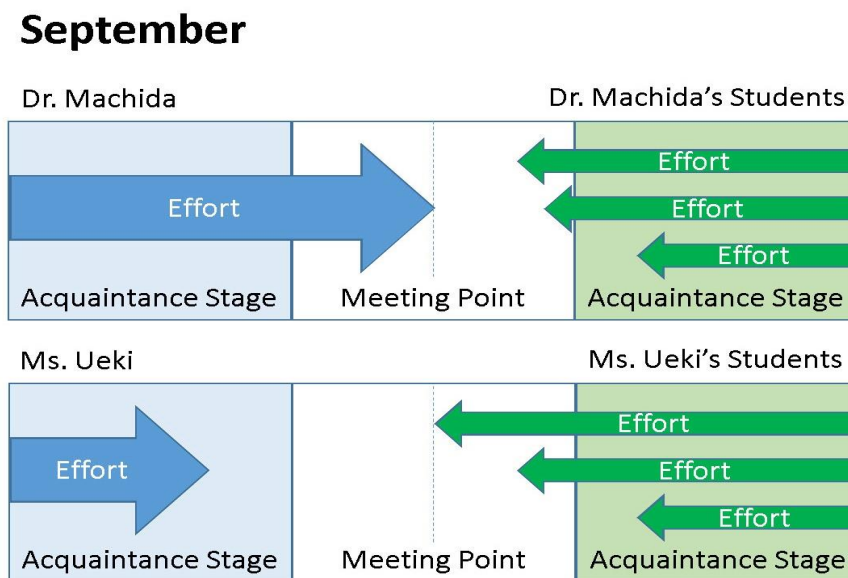 September
Dr. Machida Dr. Machida's Students
Effort
Effort Effort
Effort
Acquaintance Stage Meeting Point Acquaintance Stage
Ms. Ueki Ms. Ueki's Students
Effort
Effort Effort
Effort
Acquaintance Stage Meeting Point Acquaintance Stage